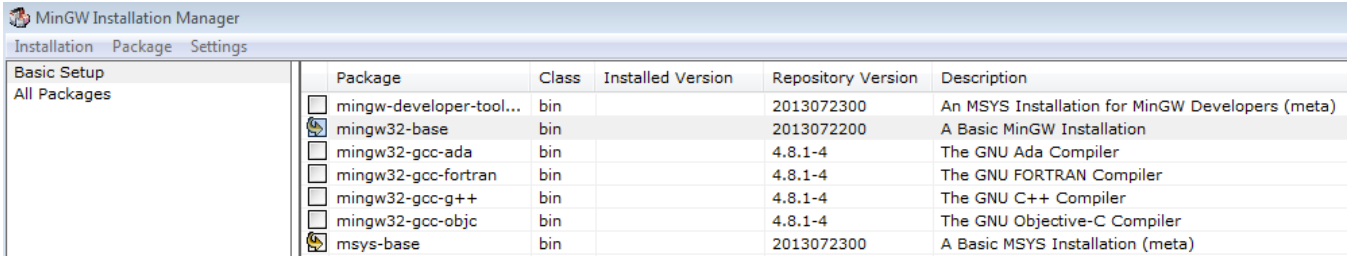 MinGW Installation Manager
Installation Package Settings
Basic Setup
All Packages
Package Class Installed Version Repository Version Description
mingw-developer-tool... bin 2013072300 An MSYS Installation for MinGW Developers (meta)
mingw32-base bin 2013072200 A Basic MinGW Installation
mingw32-gcc-ada bin 4.8.1-4 The GNU Ada Compiler
mingw32-gcc-fortran bin 4.8.1-4 The GNU FORTRAN Compiler
mingw32-gcc-g++ bin 4.8.1-4 The GNU C++ Compiler
mingw32-gcc-objc bin 4.8.1-4 The GNU Objective-C Compiler
msys-base bin 2013072300 A Basic MSYS Installation (meta)